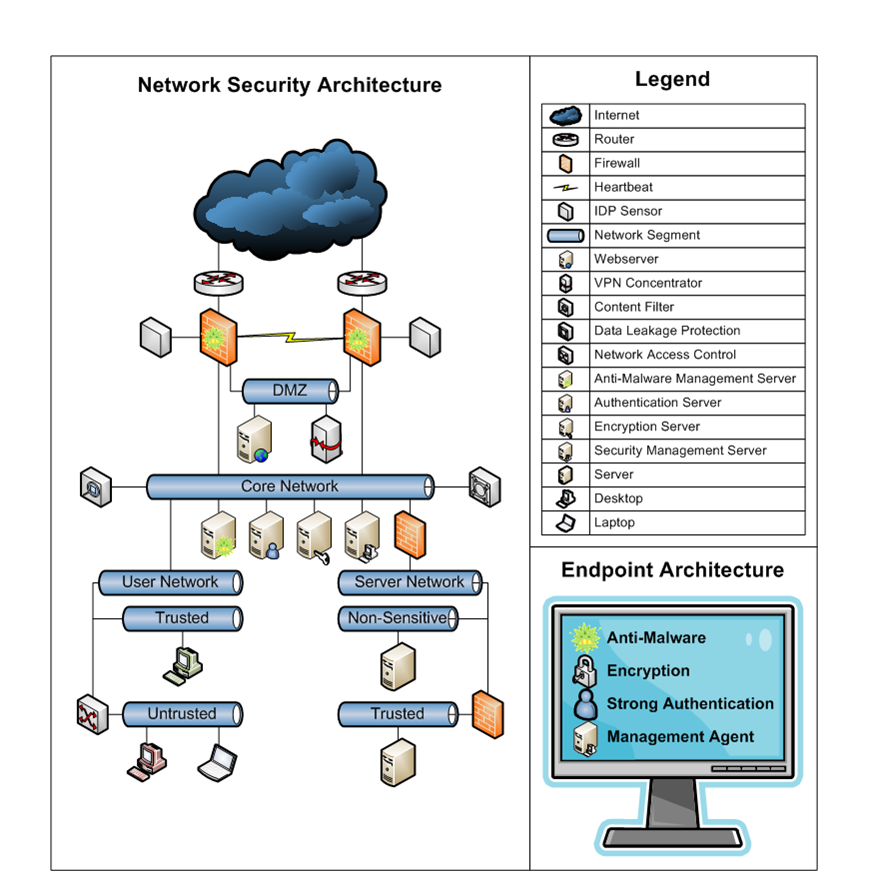 Network Security Architecture
DMZ
Core Network
User Network
Server Network
Trusted
Non-Sensitive
Untrusted
Trusted
Legend
Internet
Router
Firewall
Heartbeat
IDP Sensor
Network Segment
Webserver
VPN Concentrator
Content Filter
Data Leakage Protection
Network Access Control
Anti-Malware Management Server
Authentication Server
Encryption Server
Security Management Server
Server
Desktop
Laptop
Endpoint Architecture
Anti-Malware
Encryption
Strong Authentication
Management Agent